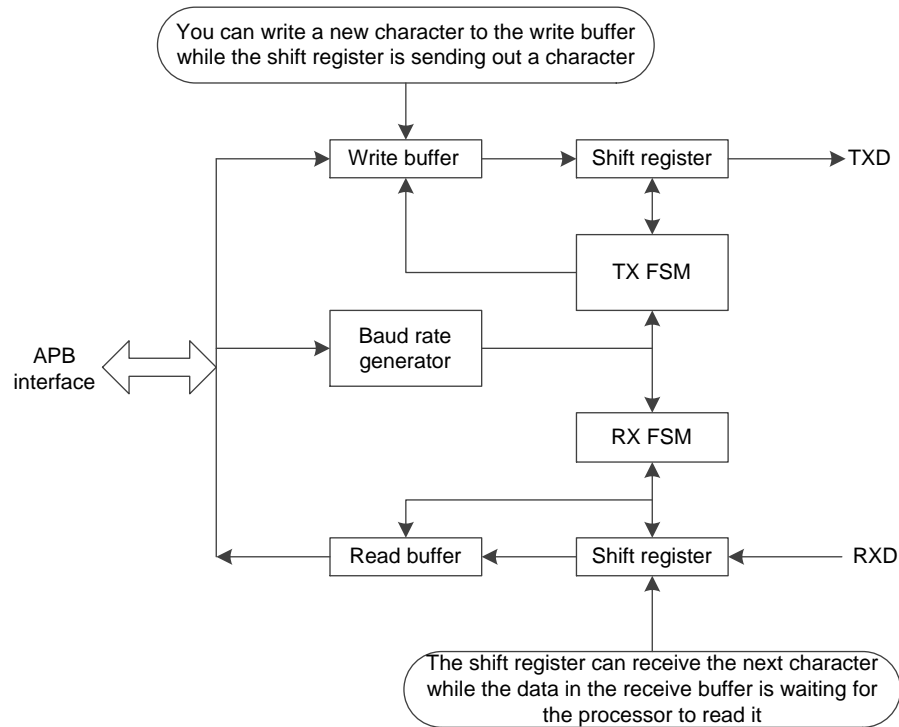 You can write a new character to the write buffer
while the shift register is sending out a character
Write buffer
Shift register
TXD
TX FSM
Baud rate
generator
APB
interface
RX FSM
Read buffer
Shift register
RXD
The shift register can receive the next character
while the data in the receive buffer is waiting for
the processor to read it